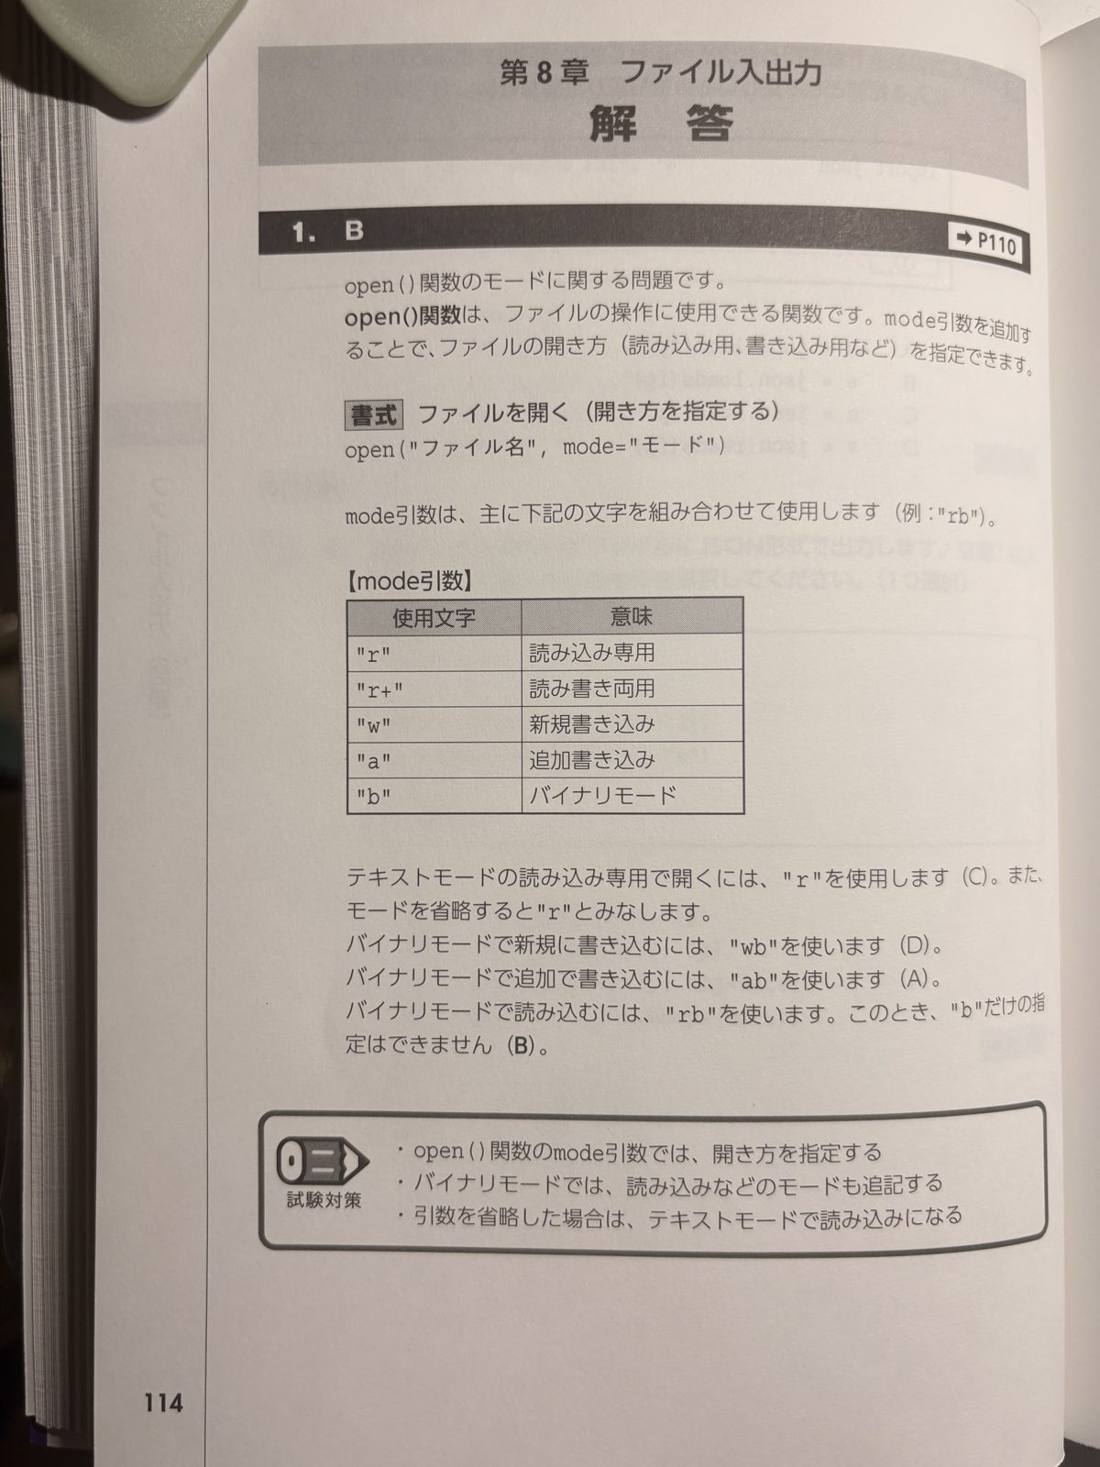 第8章　ファイル入出力
解　答
1.　B
➡ P110
open()関数のモードに関する問題です。
open()関数は、ファイルの操作に使用できる関数です。mode引数を追加す
ることで、ファイルの開き方（読み込み用、書き込み用など）を指定できます。
書式　ファイルを開く（開き方を指定する）
open("ファイル名", mode="モード")
mode引数は、主に下記の文字を組み合わせて使用します（例："rb"）。
【mode引数】
使用文字　意味
"r"　読み込み専用
"r+"　読み書き両用
"w"　新規書き込み
"a"　追加書き込み
"b"　バイナリモード
テキストモードの読み込み専用で開くには、"r"を使用します（C）。また、
モードを省略すると"r"とみなします。
バイナリモードで新規に書き込むには、"wb"を使います（D）。
バイナリモードで追加で書き込むには、"ab"を使います（A）。
バイナリモードで読み込むには、"rb"を使います。このとき、"b"だけの指
定はできません（B）。
試験対策
・open()関数のmode引数では、開き方を指定する
・バイナリモードでは、読み込みなどのモードも追記する
・引数を省略した場合は、テキストモードで読み込みになる
114